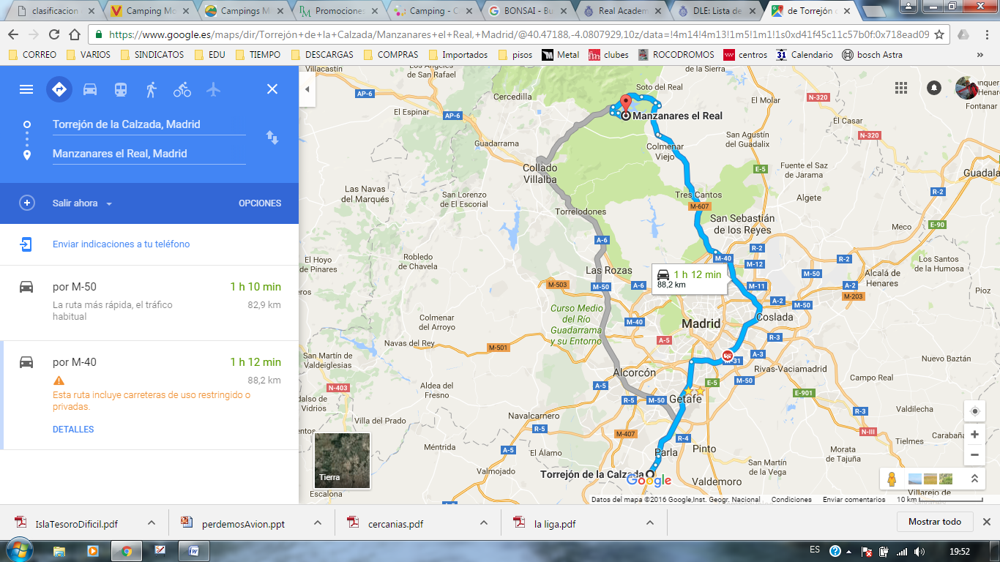 clasificacion
Camping Mo
Campings M
Promociones
Camping - C
BONSAI - Bu
Real Academ
DLE: Lista de
de Torrejón
https://www.google.es/maps/dir/Torrejón+de+la+Calzada/Manzanares+el+Real,+Madrid/@40.47188,-4.0807929,10z/data=!4m14!4m13!1m5!1m1!1s0xd41f45c11c57b0f:0x718ead09
CORREO
VARIOS
SINDICATOS
EDU
TIEMPO
DESCARGAS
COMPRAS
Importados
pisos
Metal
clubes
ROCODROMOS
centros
Calendario
bosch Astra
Torrejón de la Calzada, Madrid
Manzanares el Real, Madrid
Salir ahora
OPCIONES
Enviar indicaciones a tu teléfono
por M-50
1 h 10 min
La ruta más rápida, el tráfico
habitual
82,9 km
por M-40
1 h 12 min
88,2 km
Esta ruta incluye carreteras de uso restringido o
privadas.
DETALLES
Villacastín
de San Rafael
de la Sierra
AP-6
Cercedilla
Soto del Real
El Molar
N-320
El Espinar
AP-6
Manzanares el Real
El Casar
Fontanar
N-320
Guadarrama
San Agustín
del Guadalix
Colmenar
Viejo
Collado
Villalba
E-5
Fuente el Saz
de Jarama
Guadala
Las Navas
del Marqués
San Lorenzo
de El Escorial
Tres Cantos
R-2
Algete
M-607
Torrelodones
San Sebastián
de los Reyes
Meco
E-90
A-6
R-2
El Hoyo
de Pinares
Robledo
de Chavela
M-40
M-12
R-2
Los Santos
de la Humosa
Las Rozas
1 h 12 min
88,2 km
M-50
Alcalá de
Henares
M-503
M-50
A-6
M-11
A-2
Pioz
M-203
A-2
M-50
Curso Medio
del Río
Guadarrama
y su Entorno
Colmenar
del Arroyo
M-40
Madrid
Coslada
Navas del Rey
M-501
A-5
R-3
San Martín de
Valdeiglesias
M-31
A-3
Nuevo Baztán
Alcorcón
Rivas-Vaciamadrid
N-403
Aldea del
Fresno
A-5
E-5
M-50
Campo Real
R-5
M-50
Getafe
E-901
Villa del Prado
Navalcarnero
R-3
Valdilecha
R-5
M-407
R-4
N-III
Carabaña
Méntrida
Tielmes
Parla
Pinto
A-5
El Álamo
Morata
de Tajuña
Tierra
Valmojado
Torrejón de la Calzada
Google
San Martín
de la Vega
Valdemoro
Escalona
Villarejo de
Datos del mapa ©2016 Google,Inst. Geogr. Nacional
Condiciones
Enviar comentarios
10 km
IslaTesoroDificil.pdf
perdemosAvion.ppt
cercanias.pdf
la liga.pdf
Mostrar todo
ES
19:52